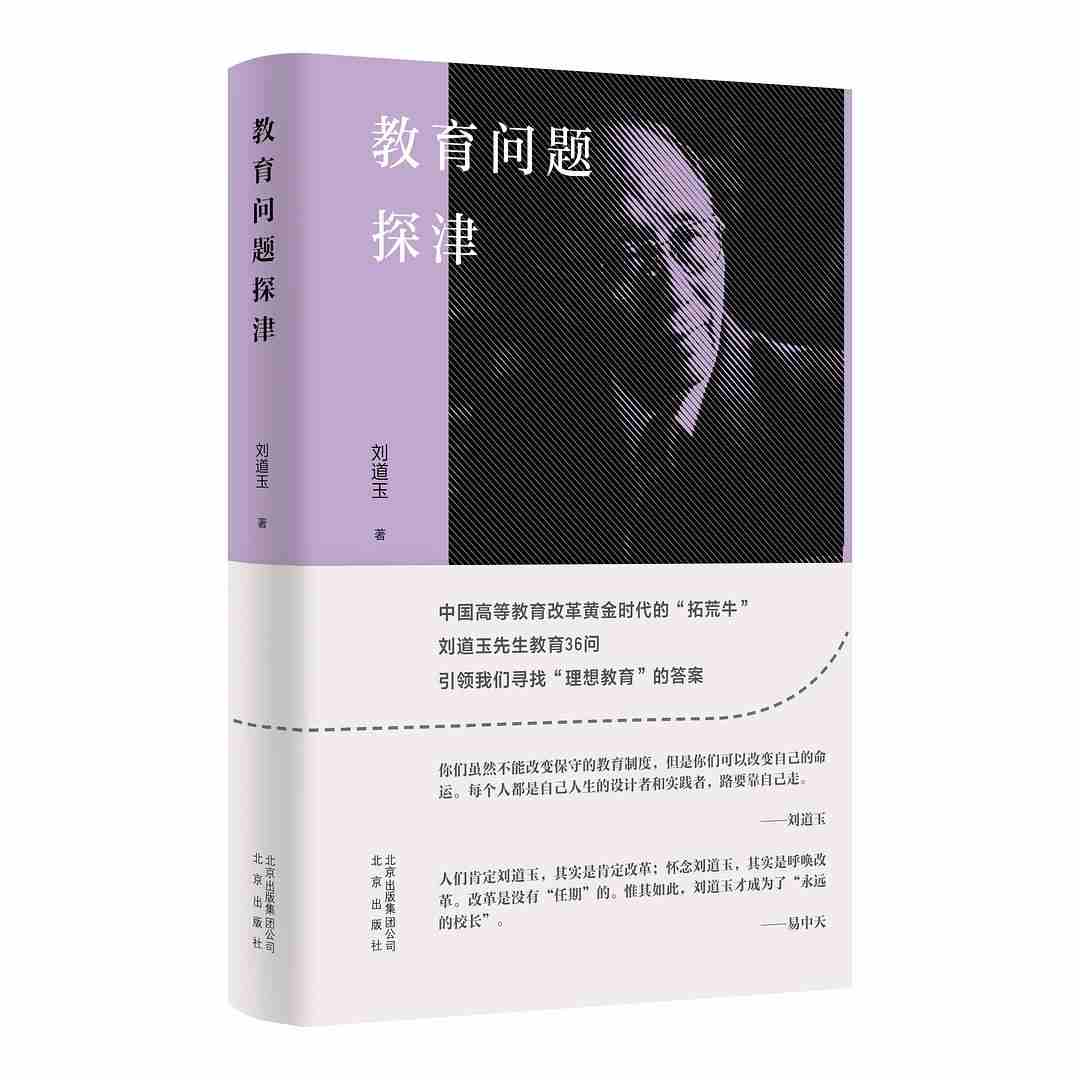 教育问题探津
刘道玉
著
北京出版集团公司
北京出版社
教育问题
探津
刘道玉
著
中国高等教育改革黄金时代的“拓荒牛”
刘道玉先生教育36问
引领我们寻找“理想教育”的答案
你们虽然不能改变保守的教育制度，但是你们可以改变自己的命
运。每个人都是自己人生的设计者和实践者，路要靠自己走。
——刘道玉
人们肯定刘道玉，其实是肯定改革；怀念刘道玉，其实是呼唤改
革。改革是没有“任期”的。惟其如此，刘道玉才成为了“永远
的校长”。
——易中天
北京出版集团公司
北京出版社